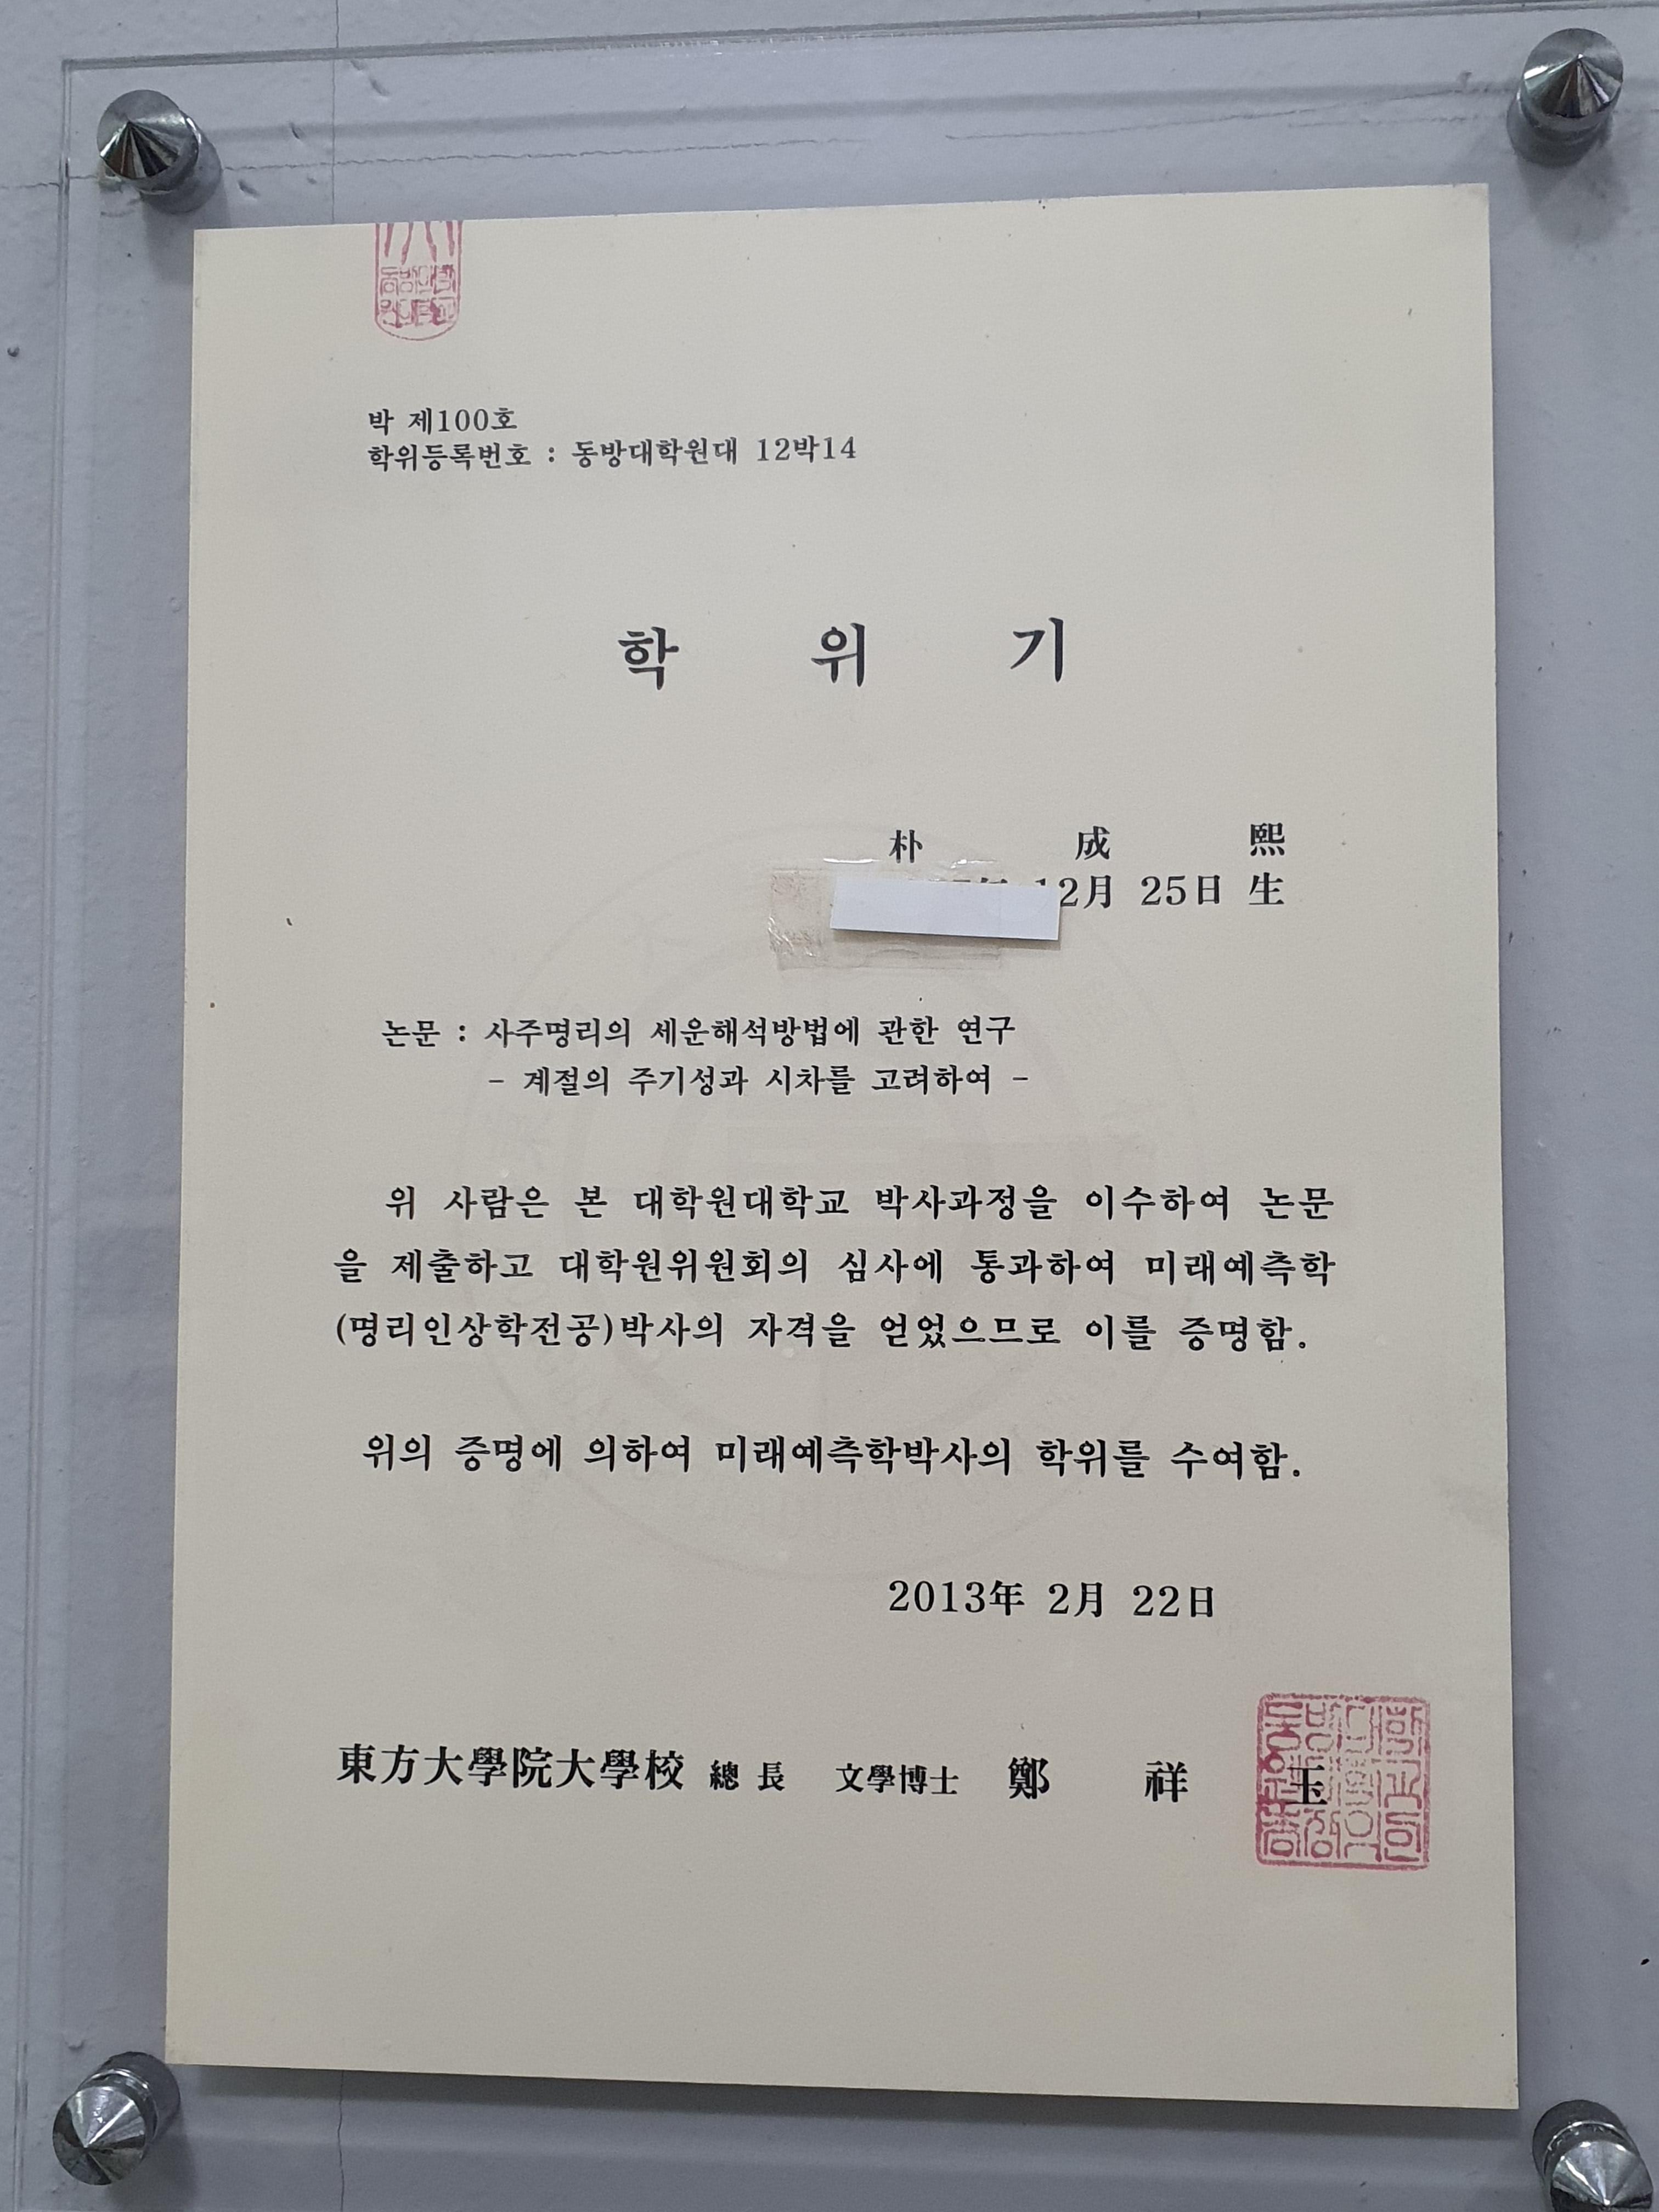 박 제100호
학위등록번호 : 동방대학원대 12박14
학 위 기
朴 成 熙
12月 25日 生
논문 : 사주명리의 세운해석방법에 관한 연구
- 계절의 주기성과 시차를 고려하여 -
위 사람은 본 대학원대학교 박사과정을 이수하여 논문
을 제출하고 대학원위원회의 심사에 통과하여 미래예측학
(명리인상학전공)박사의 자격을 얻었으므로 이를 증명함.
위의 증명에 의하여 미래예측학박사의 학위를 수여함.
2013年 2月 22日
東方大學院大學校 總 長 文學博士 鄭 祥 玉